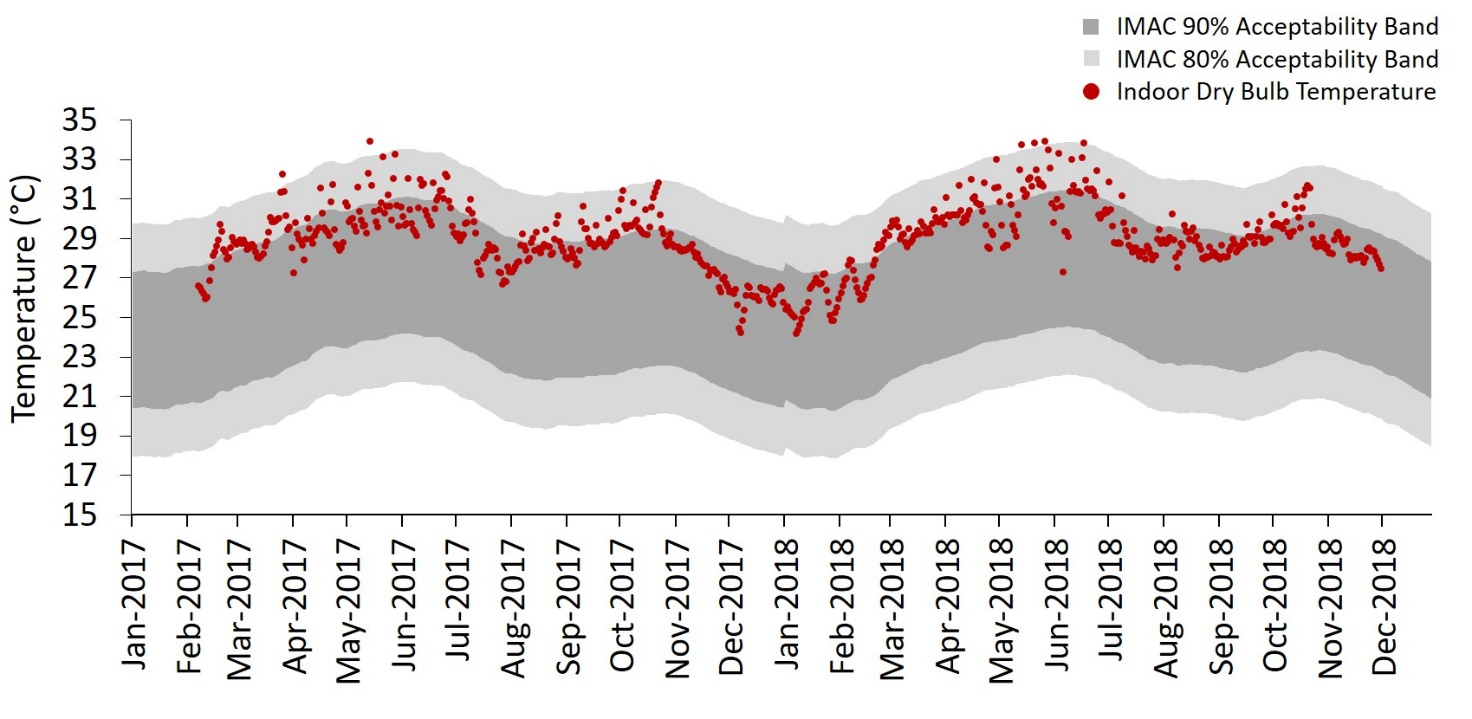 IMAC 90% Acceptability Band
IMAC 80% Acceptability Band
Indoor Dry Bulb Temperature
Temperature (°C)
35
33
31
29
27
25
23
21
19
17
15
Jan-2017
Feb-2017
Mar-2017
Apr-2017
May-2017
Jun-2017
Jul-2017
Aug-2017
Sep-2017
Oct-2017
Nov-2017
Dec-2017
Jan-2018
Feb-2018
Mar-2018
Apr-2018
May-2018
Jun-2018
Jul-2018
Aug-2018
Sep-2018
Oct-2018
Nov-2018
Dec-2018